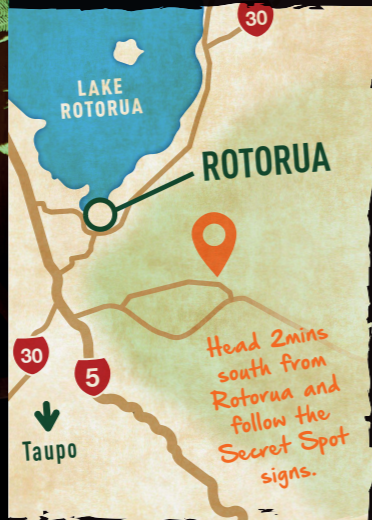 30
LAKE
ROTORUA
ROTORUA
Head 2mins
south from
Rotorua and
follow the
Secret Spot
signs.
30
5
Taupo